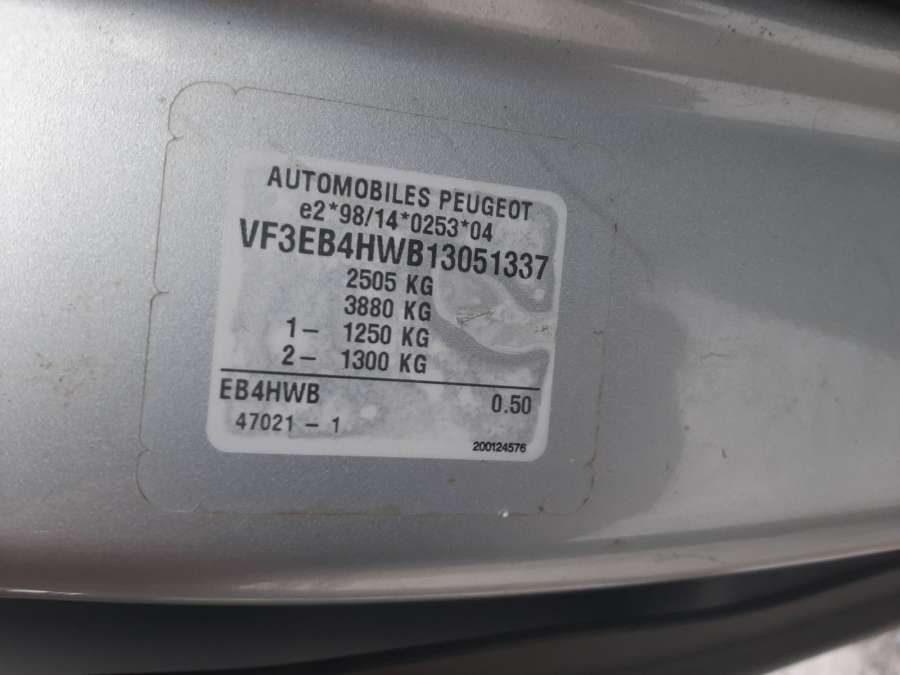 AUTOMOBILES PEUGEOT
e2*98/14*0253*04
VF3EB4HWB13051337
2505 KG
3880 KG
1- 1250 KG
2- 1300 KG
EB4HWB 0.50
47021 - 1
200124576